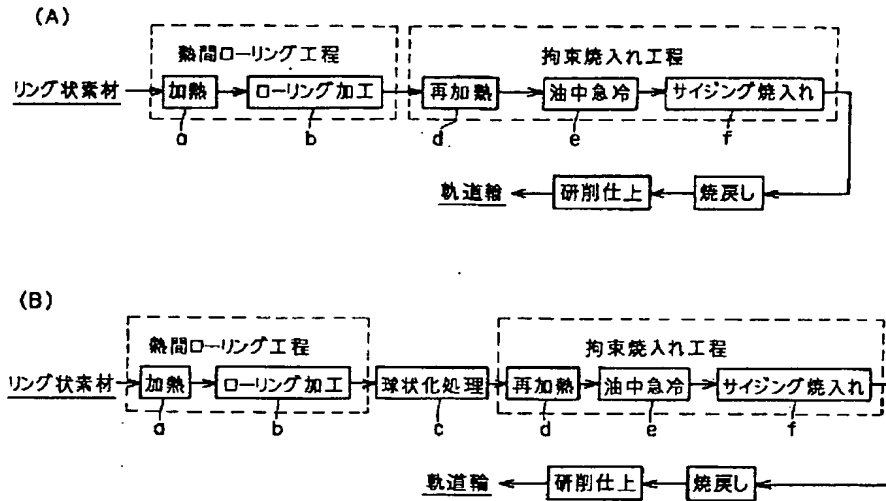 (A)
熱間ローリング工程
拘束焼入れ工程
リング状素材
加熱
ローリング加工
再加熱
油中急冷
サイジング焼入れ
a
b
d
e
f
軌道輪
研削仕上
焼戻し
(B)
熱間ローリング工程
拘束焼入れ工程
リング状素材
加熱
ローリング加工
球状化処理
再加熱
油中急冷
サイジング焼入れ
a
b
c
d
e
f
軌道輪
研削仕上
焼戻し